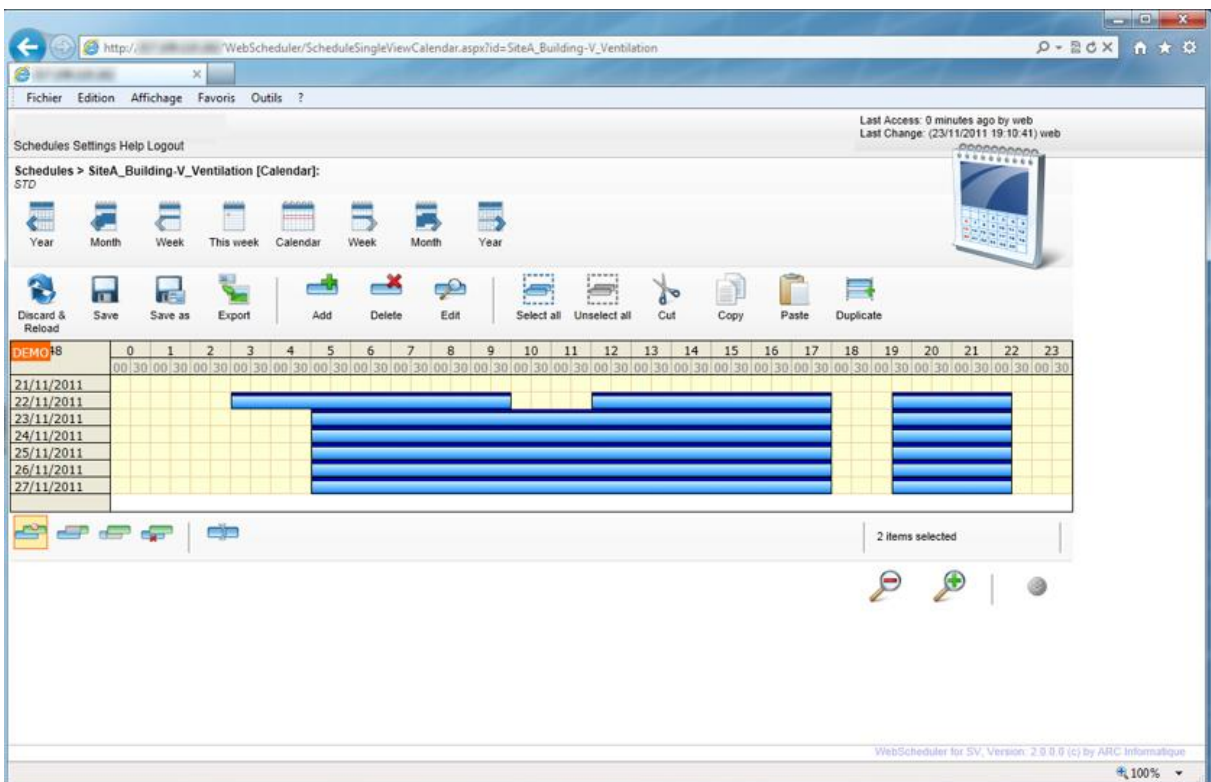 http:/. WebScheduler/ScheduleSingleViewCalendar.aspx?id=SiteA_Building-V_Ventilation
Fichier Edition Affichage Favoris Outils ?
Last Access: 0 minutes ago by web
Last Change: (23/11/2011 19:10:41) web
Schedules Settings Help Logout
Schedules > SiteA_Building-V_Ventilation [Calendar]:
STD
Year Month Week This week Calendar Week Month Year
Discard & Reload Save Save as Export Add Delete Edit Select all Unselect all Cut Copy Paste Duplicate
DEMO 48 0 1 2 3 4 5 6 7 8 9 10 11 12 13 14 15 16 17 18 19 20 21 22 23
00 30 00 30 00 30 00 30 00 30 00 30 00 30 00 30 00 30 00 30 00 30 00 30 00 30 00 30 00 30 00 30 00 30 00 30 00 30 00 30 00 30 00 30 00 30 00 30
21/11/2011
22/11/2011
23/11/2011
24/11/2011
25/11/2011
26/11/2011
27/11/2011
2 items selected
WebScheduler for SV, Version: 2.0.0.0 (c) by ARC Informatique
100%